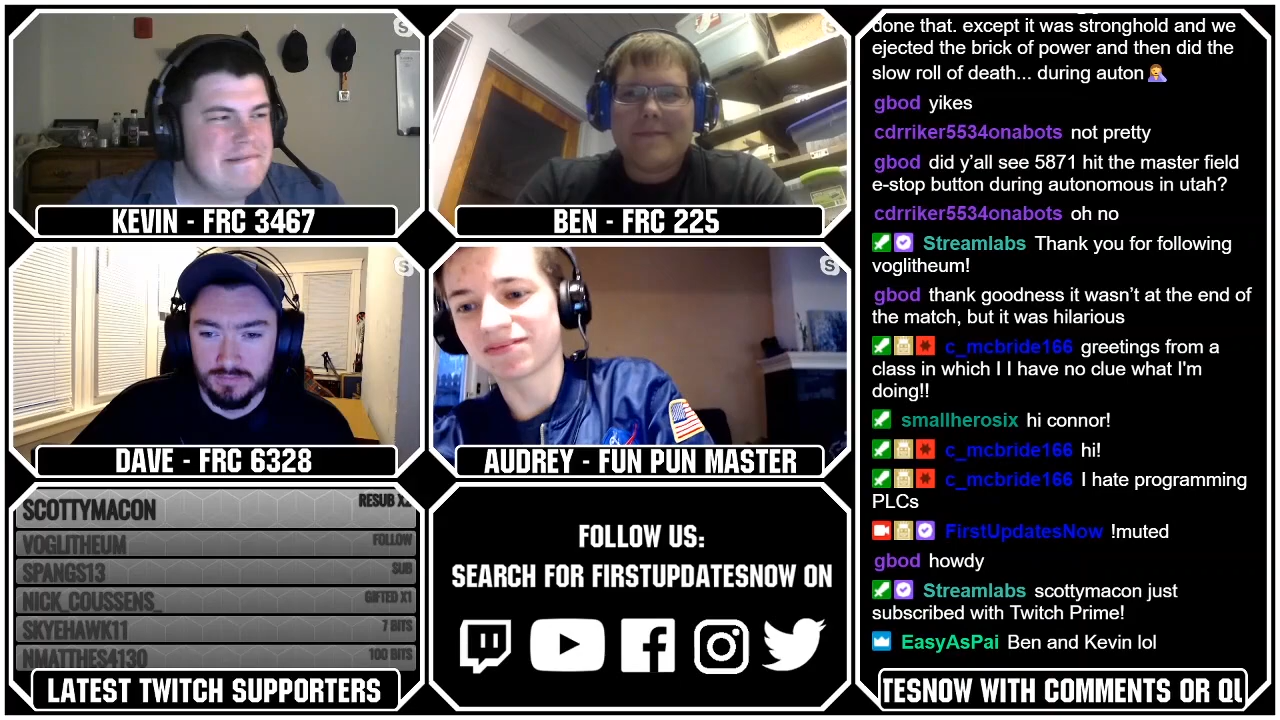 KEVIN - FRC 3467
BEN - FRC 225
DAVE - FRC 6328
AUDREY - FUN PUN MASTER
SCOTTYMACON
RESUB
VOGLITHEUM
FOLLOW
SPANGS13
SUB
NICK_COUSSENS_
GIFTED X1
SKYEHAWK11
7 BITS
NMATTHES4130
100 BITS
LATEST TWITCH SUPPORTERS
FOLLOW US:
SEARCH FOR FIRSTUPDATESNOW ON
done that. except it was stronghold and we
ejected the brick of power and then did the
slow roll of death... during auton🤦‍♀️
gbod yikes
cdrriker5534onabots not pretty
gbod did y'all see 5871 hit the master field
e-stop button during autonomous in utah?
cdrriker5534onabots oh no
Streamlabs Thank you for following
voglitheum!
gbod thank goodness it wasn't at the end of
the match, but it was hilarious
c_mcbride166 greetings from a
class in which I I have no clue what I'm
doing!!
smallherosix hi connor!
c_mcbride166 hi!
c_mcbride166 I hate programming
PLCs
FirstUpdatesNow !muted
gbod howdy
Streamlabs scottymacon just
subscribed with Twitch Prime!
EasyAsPai Ben and Kevin lol
TESNOW WITH COMMENTS OR QU